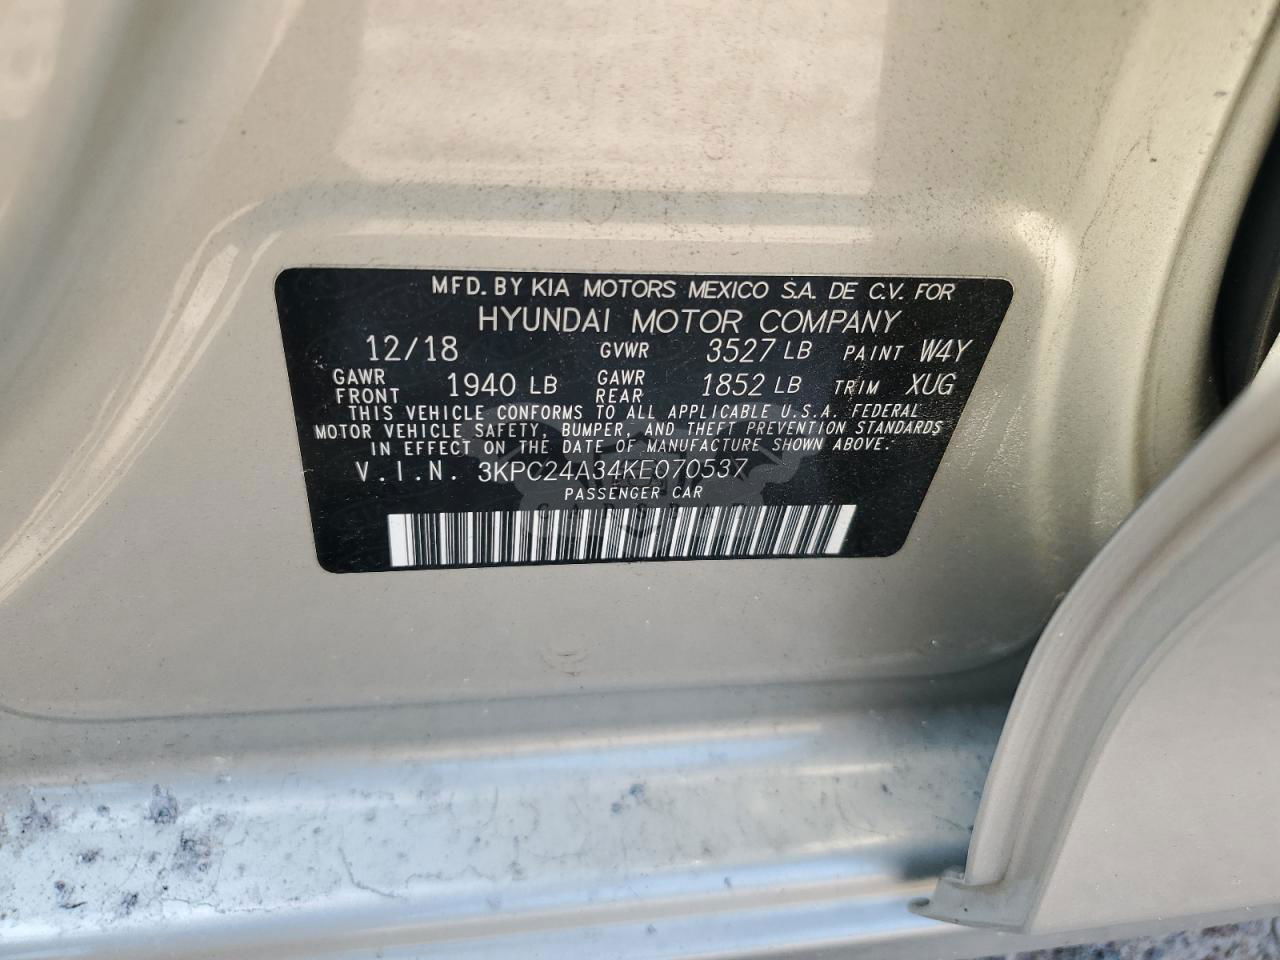 MFD. BY KIA MOTORS MEXICO S.A. DE C.V. FOR
HYUNDAI MOTOR COMPANY
12/18 GVWR 3527 LB PAINT W4Y
GAWR FRONT 1940 LB GAWR REAR 1852 LB TRIM XUG
THIS VEHICLE CONFORMS TO ALL APPLICABLE U.S.A. FEDERAL
MOTOR VEHICLE SAFETY, BUMPER, AND THEFT PREVENTION STANDARDS
IN EFFECT ON THE DATE OF MANUFACTURE SHOWN ABOVE.
V.I.N. 3KPC24A34KE070537
PASSENGER CAR